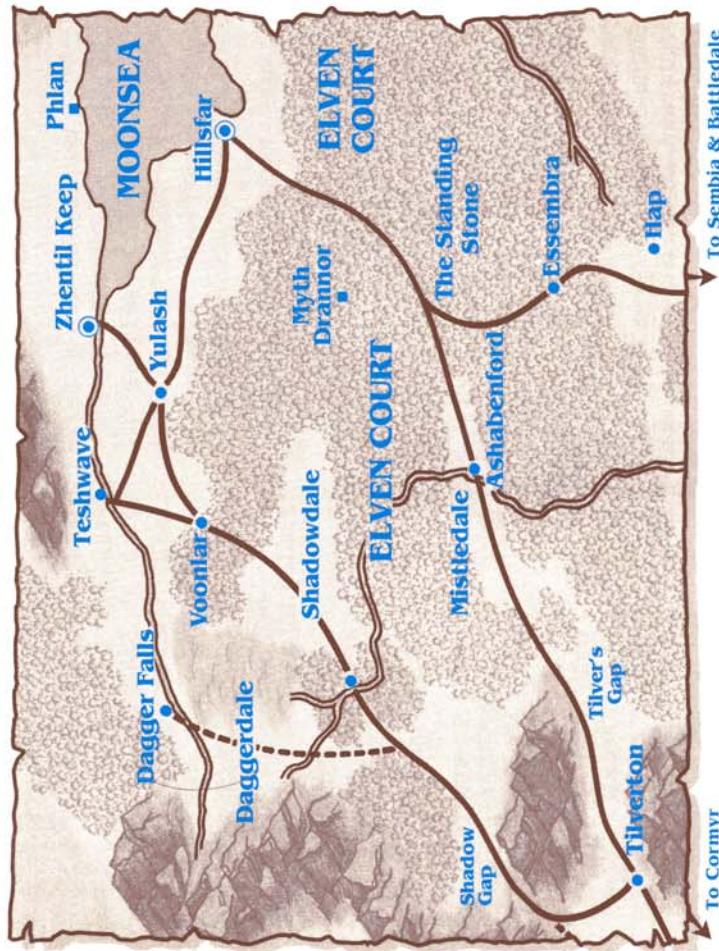 Phlan
MOONSEA
Zhentil Keep
Hillsfar
ELVEN
COURT
Yulash
Teshwave
Myth
Drannor
The Standing
Stone
Voonlar
Essembra
Hap
Shadowdale
ELVEN COURT
Ashabenford
Mistledale
Dagger Falls
Daggerdale
Tilver's
Gap
Shadow
Gap
Tilverton
To Cormyr
To Sembia & Battledale